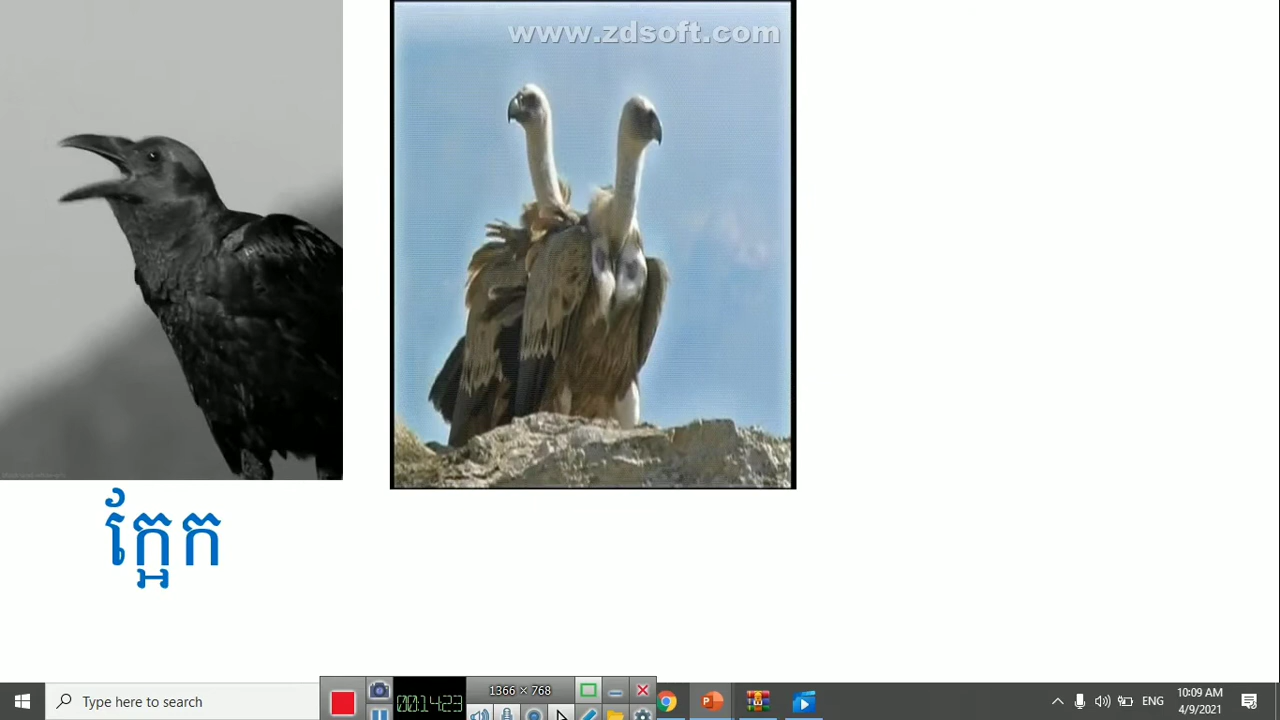 www.zdsoft.com
ក្អែក
Type here to search
00:14:23
1366 × 768
ENG
10:09 AM
4/9/2021